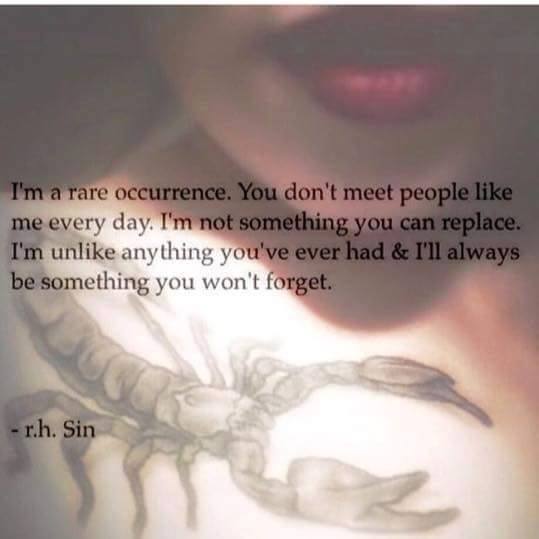 I'm a rare occurrence. You don't meet people like
me every day. I'm not something you can replace.
I'm unlike anything you've ever had & I'll always
be something you won't forget.
- r.h. Sin